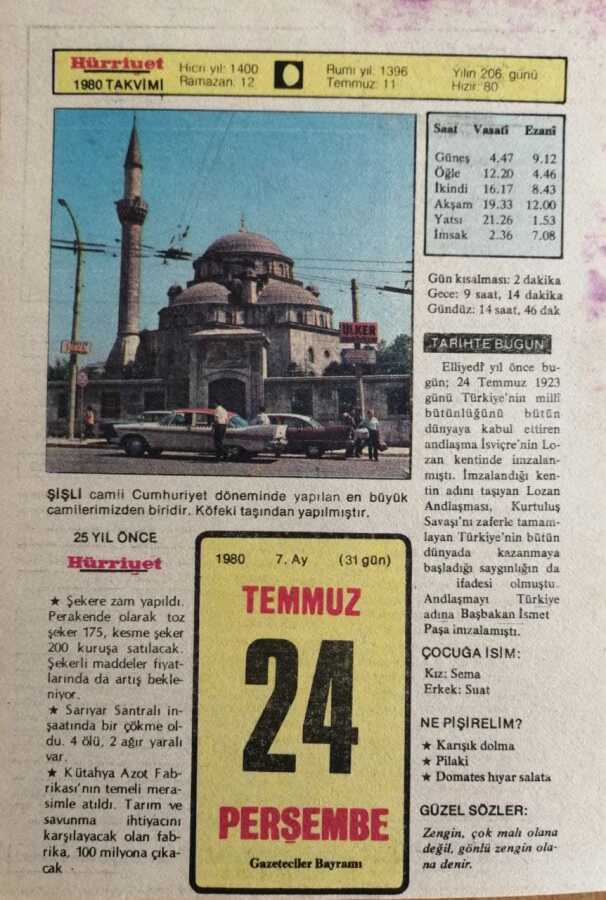 Hürriyet
1980 TAKVİMİ
Hicri yıl: 1400
Ramazan: 12
Rumi yıl: 1396
Temmuz: 11
Yılın 206. günü
Hızır: 80
Saat Vasati Ezani
Güneş 4.47 9.12
Öğle 12.20 4.46
İkindi 16.17 8.43
Akşam 19.33 12.00
Yatsı 21.26 1.53
İmsak 2.36 7.08
Gün kısalması: 2 dakika
Gece: 9 saat, 14 dakika
Gündüz: 14 saat, 46 dak
ÜLKER
ŞİŞLİ camii Cumhuriyet döneminde yapılan en büyük
camilerimizden biridir. Köfeki taşından yapılmıştır.
TARİHTE BUGÜN
Elliyedi yıl önce bu-
gün; 24 Temmuz 1923
günü Türkiye'nin milli
bütünlüğünü bütün
dünyaya kabul ettiren
andlaşma İsviçre'nin Lo-
zan kentinde imzalan-
mıştı. İmzalandığı ken-
tin adını taşıyan Lozan
Andlaşması, Kurtuluş
Savaşı'nı zaferle tamam-
layan Türkiye'nin bütün
dünyada kazanmaya
başladığı saygınlığın da
ifadesi olmuştu.
Andlaşmayı Türkiye
adına Başbakan İsmet
Paşa imzalamıştı.
25 YIL ÖNCE
Hürriyet
★ Şekere zam yapıldı.
Perakende olarak toz
şeker 175, kesme şeker
200 kuruşa satılacak.
Şekerli maddeler fiyat-
larında da artış bekle-
niyor.
★ Sarıyar Santralı in-
şaatında bir çökme ol-
du. 4 ölü, 2 ağır yaralı
var.
★ Kütahya Azot Fab-
rikası'nın temeli mera-
simle atıldı. Tarım ve
savunma ihtiyacını
karşılayacak olan fab-
rika, 100 milyona çıka-
cak
1980 7. Ay (31 gün)
TEMMUZ
24
PERŞEMBE
Gazeteciler Bayramı
ÇOCUĞA İSİM:
Kız: Sema
Erkek: Suat
NE PİŞİRELİM?
★ Karışık dolma
★ Pilaki
★ Domates hıyar salata
GÜZEL SÖZLER:
Zengin, çok malı olana
değil, gönlü zengin ola-
na denir.